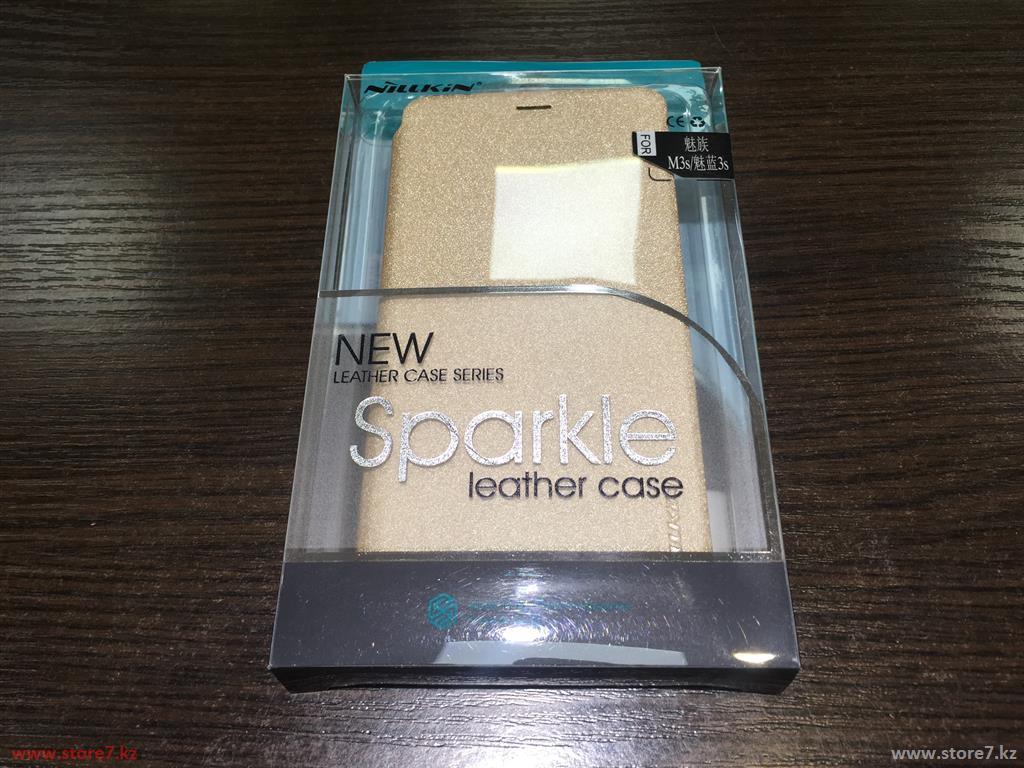 NILLKIN
CE
FOR
魅族
M3s/魅蓝3s
NEW
LEATHER CASE SERIES
Sparkle
leather case
www.store7.kz
www.store7.kz